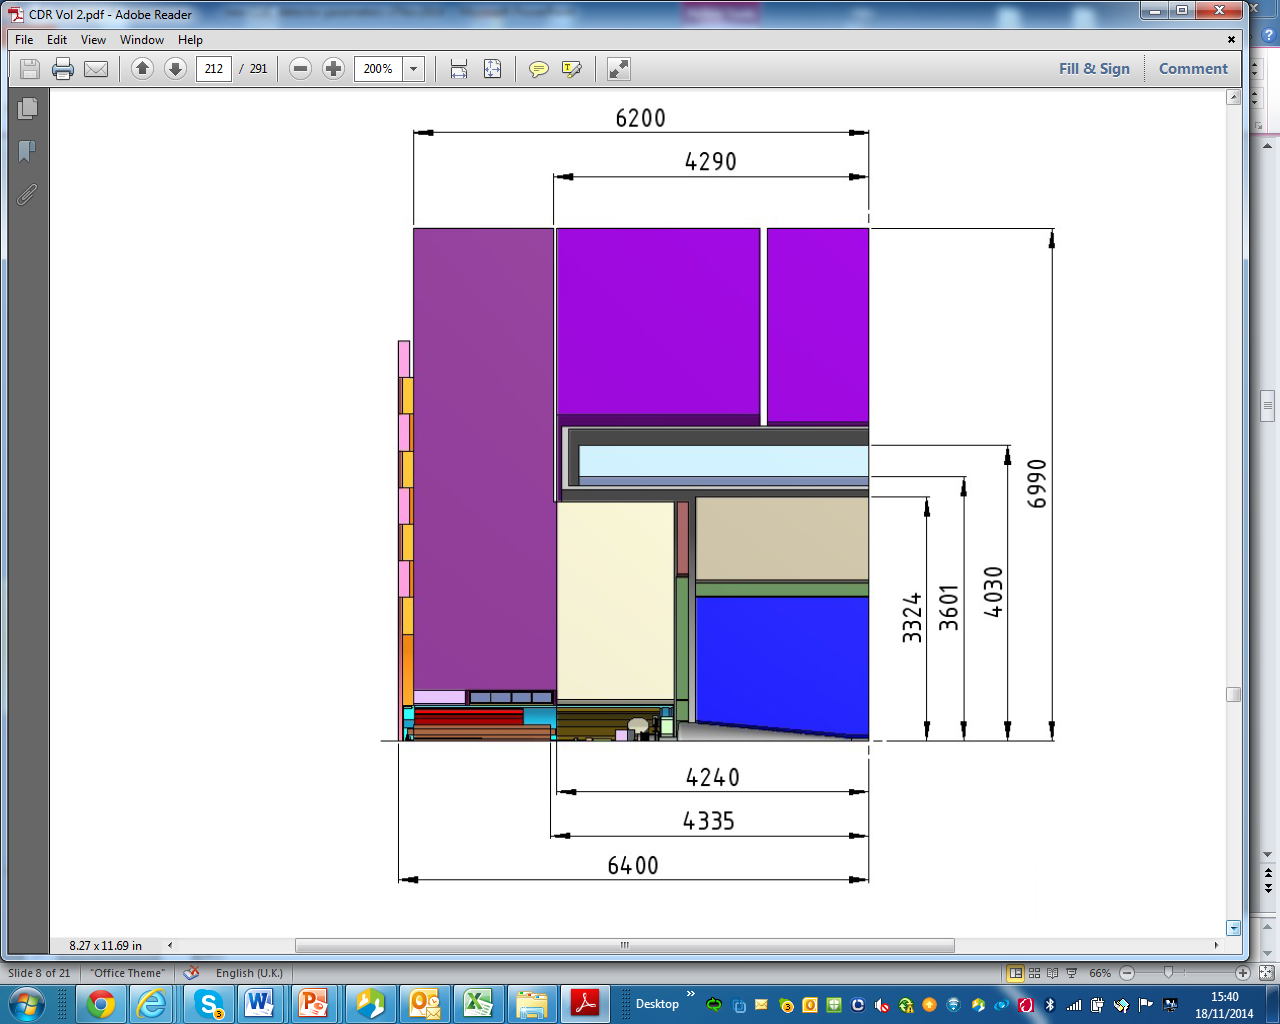 CDR Vol 2.pdf - Adobe Reader
File Edit View Window Help
212 / 291 200% Fill & Sign Comment
6200
4290
6990
4030
3601
3324
4240
4335
6400
8.27 x 11.69 in
Slide 8 of 21 "Office Theme" English (U.K.) 66%
Desktop 15:40
18/11/2014